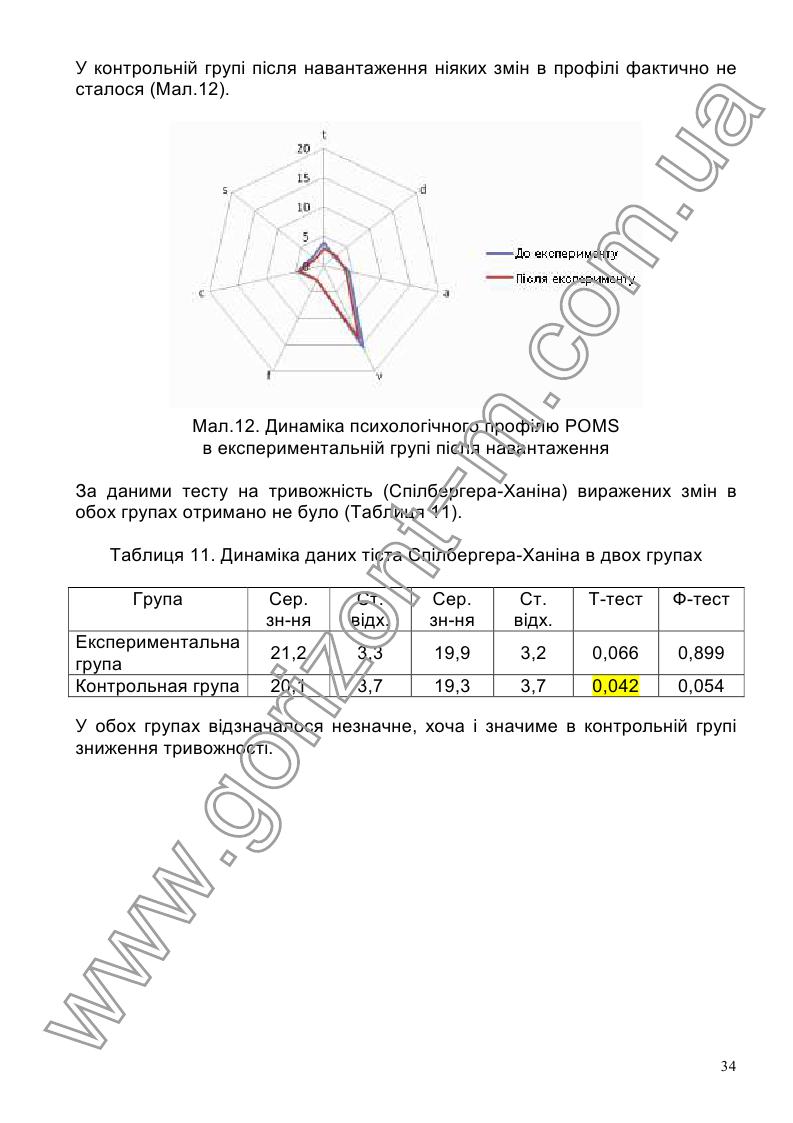 У контрольній групі після навантаження ніяких змін в профілі фактично не
сталося (Мал.12).
t
20
15
10
5
0
s
d
c
a
f
v
До експерименту
Після експерименту
Мал.12. Динаміка психологічного профілю POMS
в експериментальній групі після навантаження
За даними тесту на тривожність (Спілбергера-Ханіна) виражених змін в
обох групах отримано не було (Таблиця 11).
Таблиця 11. Динаміка даних тіста Спілбергера-Ханіна в двох групах
Група Сер. зн-ня Ст. відх. Сер. зн-ня Ст. відх. Т-тест Ф-тест
Експериментальна група 21,2 3,3 19,9 3,2 0,066 0,899
Контрольная група 20,1 3,7 19,3 3,7 0,042 0,054
У обох групах відзначалося незначне, хоча і значиме в контрольній групі
зниження тривожності.
www.gorizont-m.com.ua
34